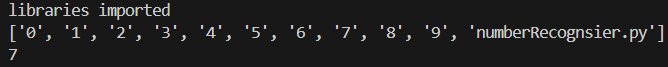 libraries imported
['0', '1', '2', '3', '4', '5', '6', '7', '8', '9', 'numberRecognsier.py']
7